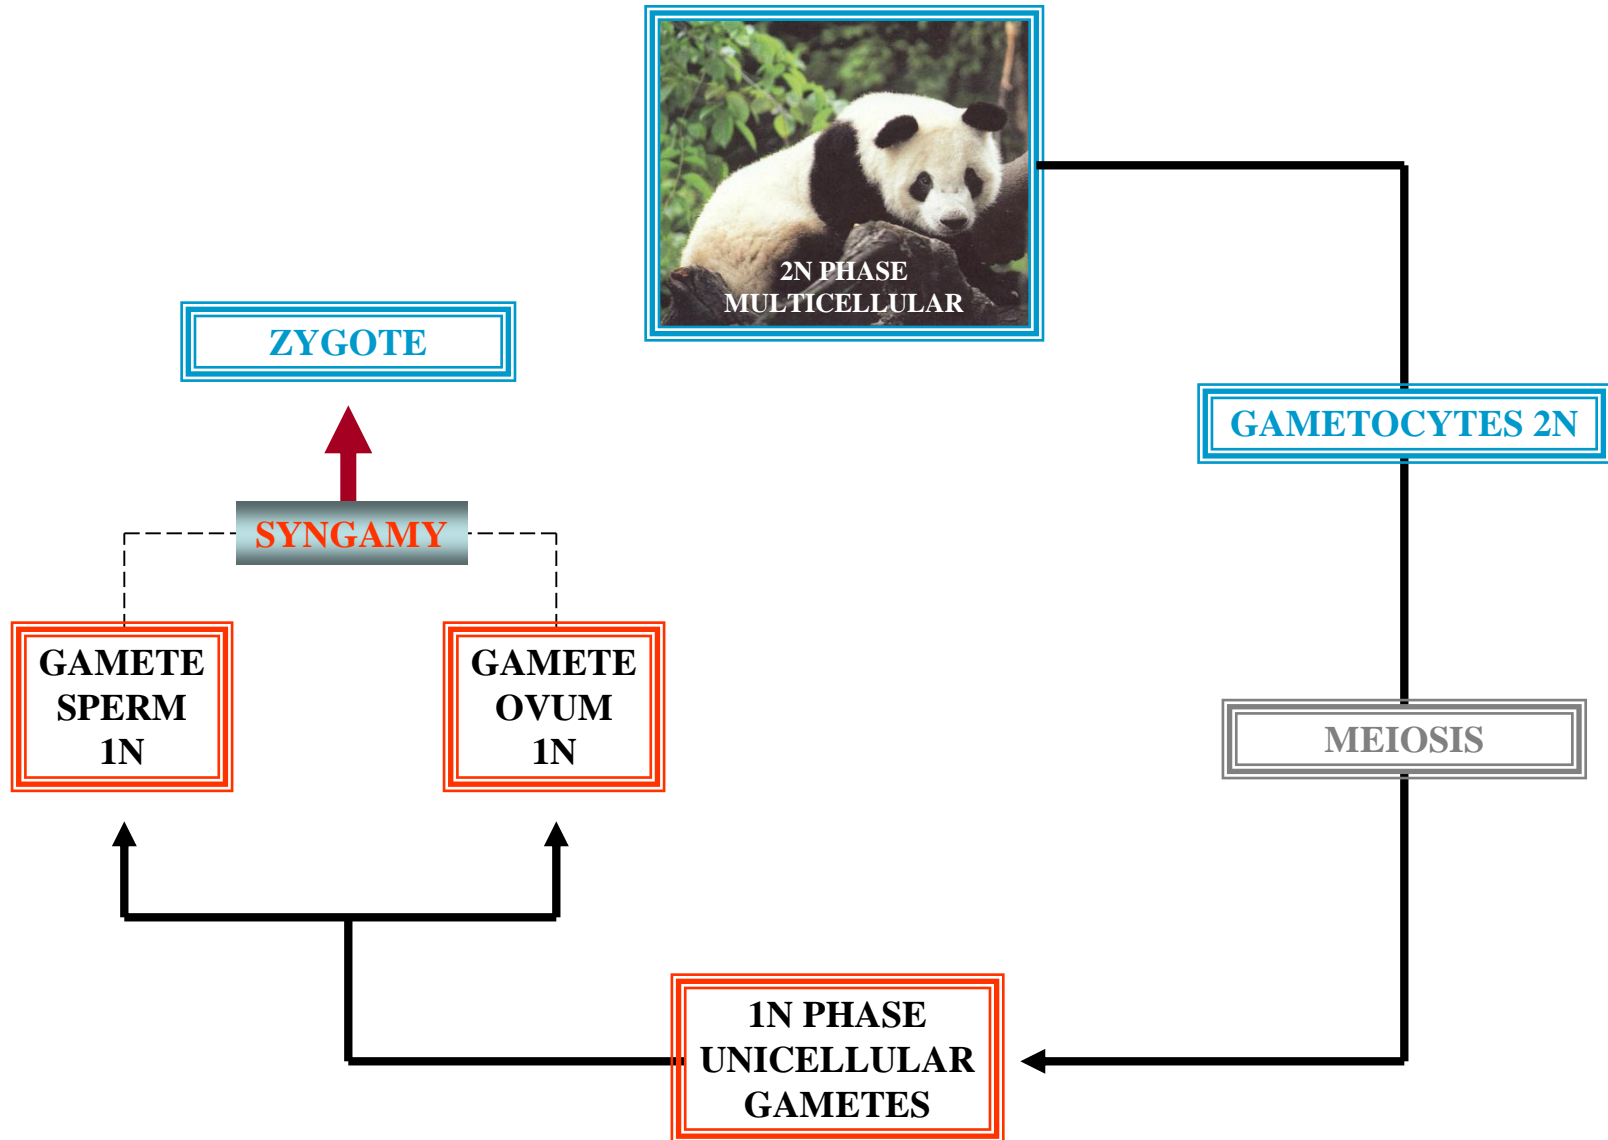 2N PHASE
MULTICELLULAR
ZYGOTE
GAMETOCYTES 2N
SYNGAMY
GAMETE
SPERM
1N
GAMETE
OVUM
1N
MEIOSIS
1N PHASE
UNICELLULAR
GAMETES